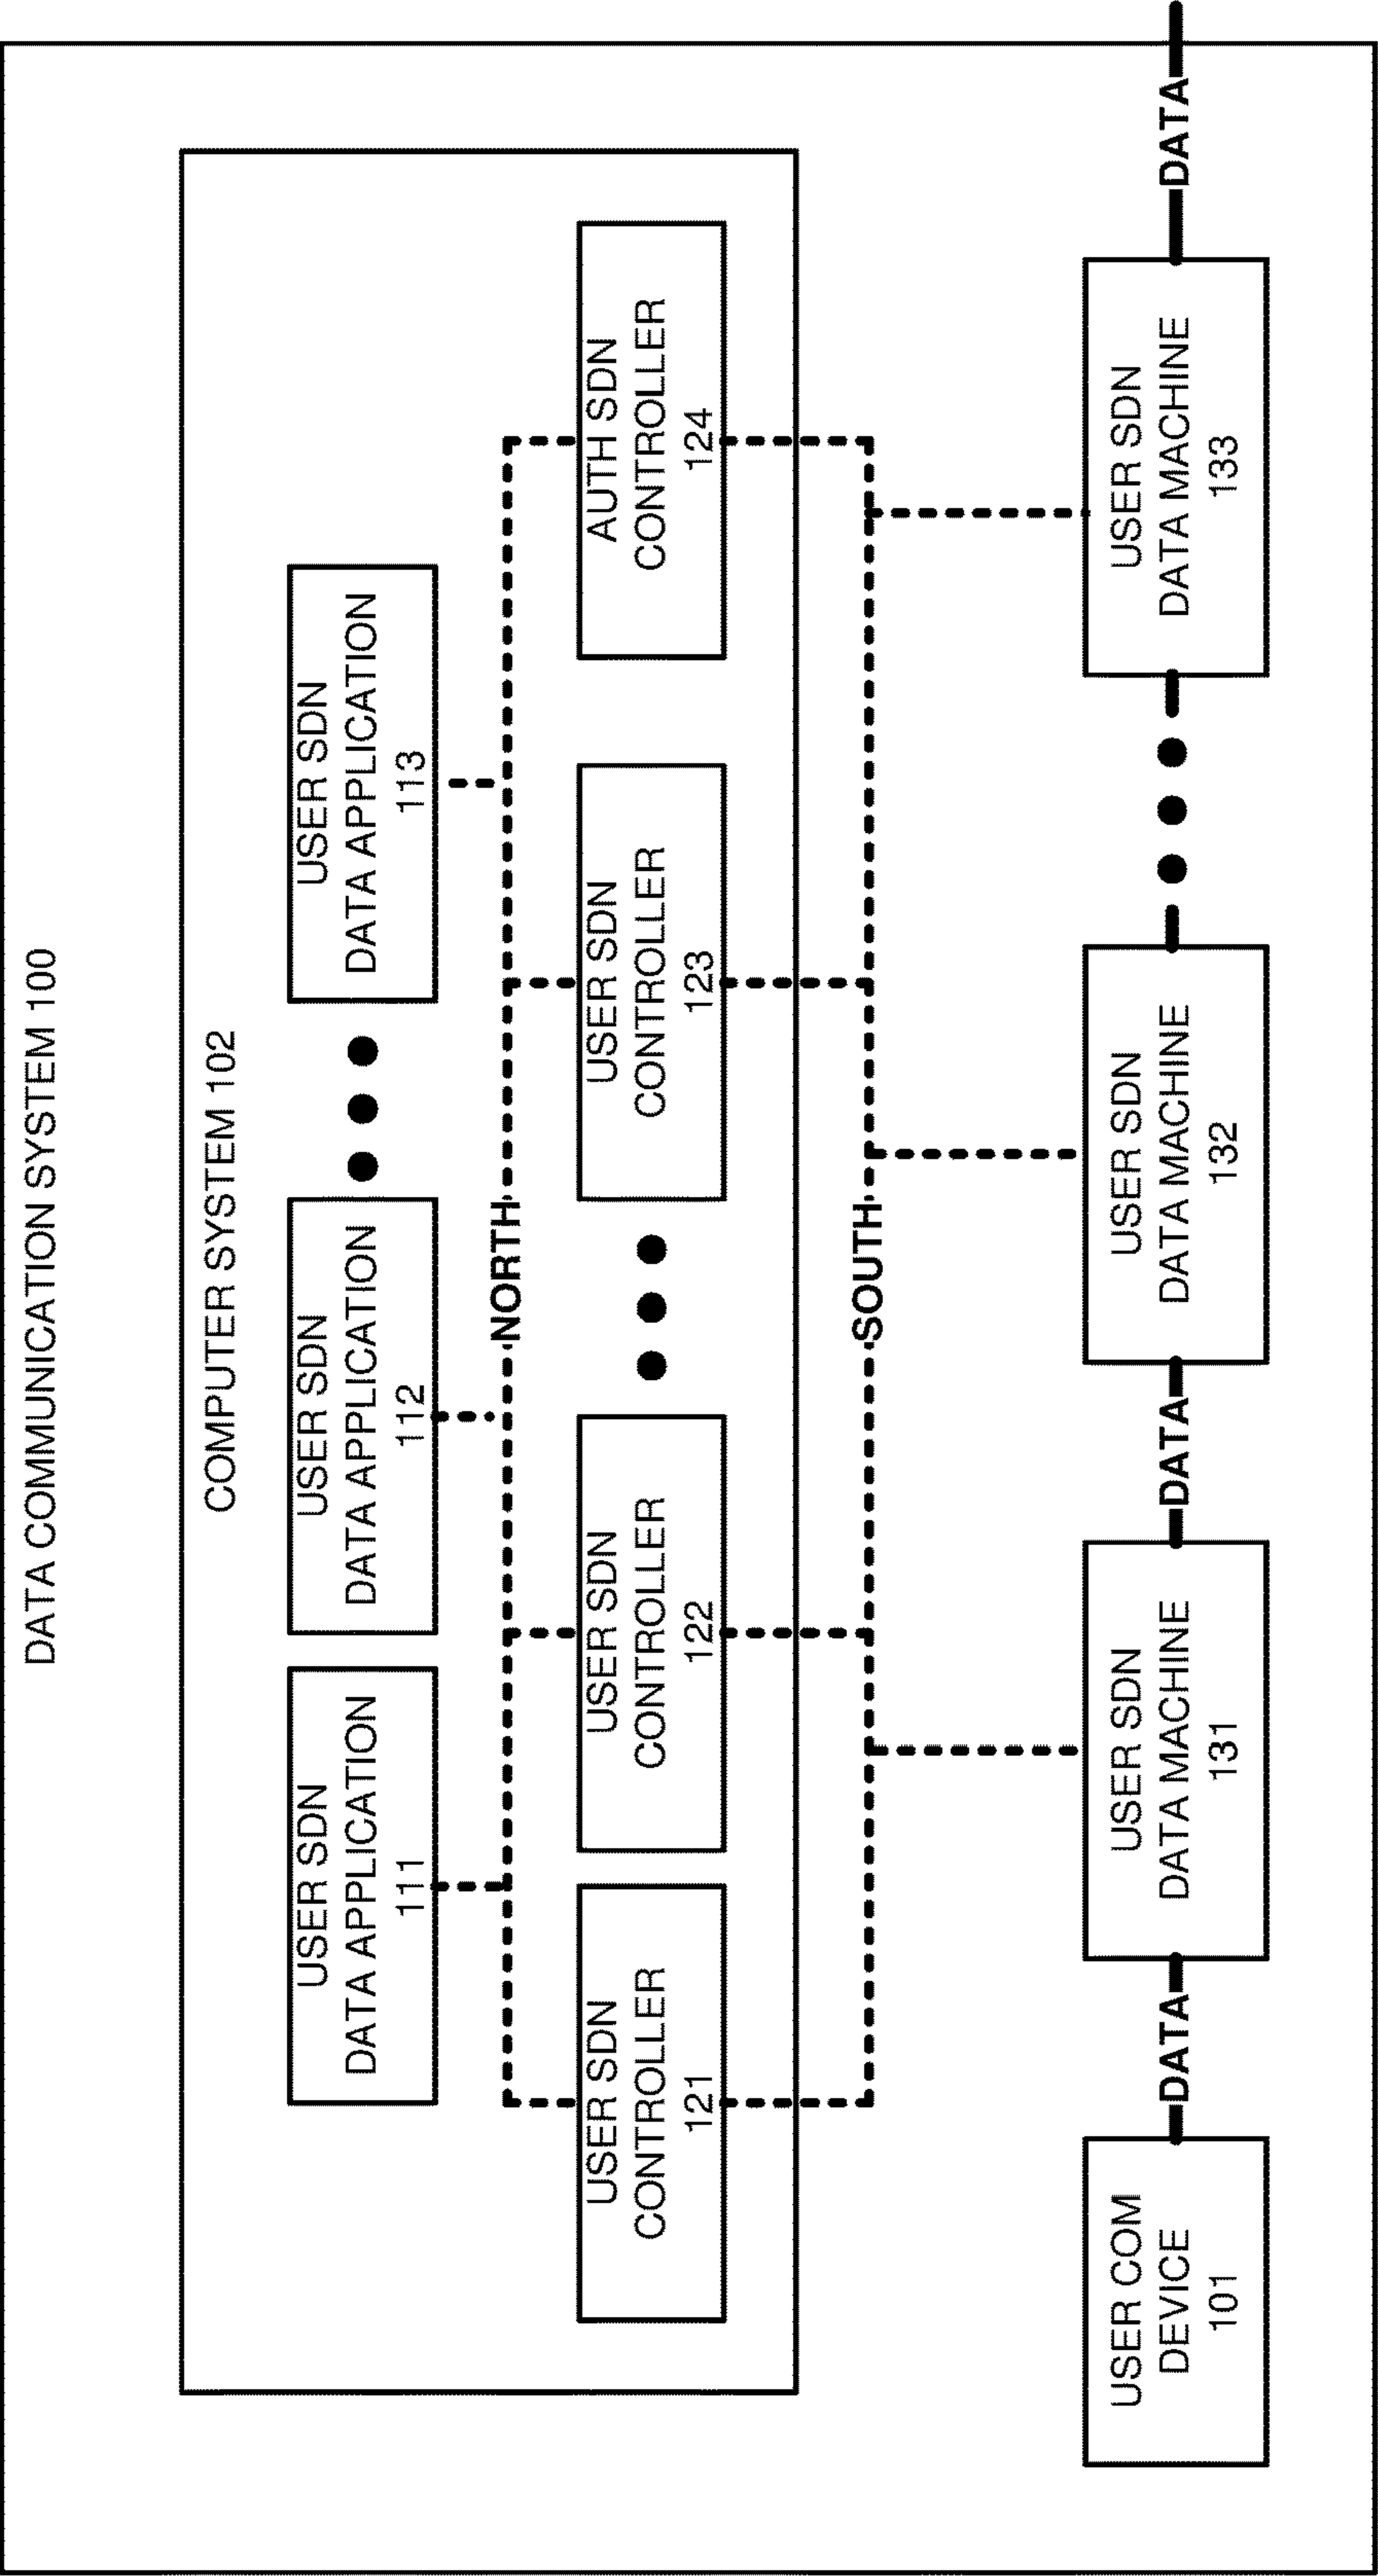 DATA COMMUNICATION SYSTEM 100
COMPUTER SYSTEM 102
USER SDN
DATA APPLICATION
111
USER SDN
DATA APPLICATION
112
USER SDN
DATA APPLICATION
113
NORTH
USER SDN
CONTROLLER
121
USER SDN
CONTROLLER
122
USER SDN
CONTROLLER
123
AUTH SDN
CONTROLLER
124
SOUTH
USER COM
DEVICE
101
DATA
USER SDN
DATA MACHINE
131
DATA
USER SDN
DATA MACHINE
132
USER SDN
DATA MACHINE
133
DATA